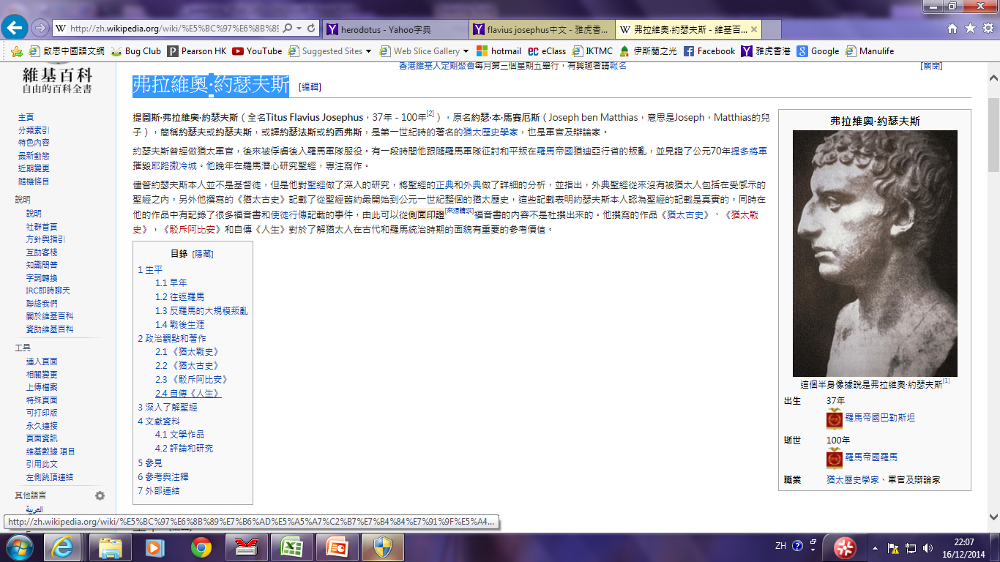 http://zh.wikipedia.org/wiki/%E5%BC%97%E6%8B%89
herodotus - Yahoo字典
flavius josephus中文 - 雅虎香...
弗拉維奧·約瑟夫斯 - 維基百...
啟思中國語文網 Bug Club Pearson HK YouTube Suggested Sites Web Slice Gallery hotmail eClass IKTMC 伊斯蘭之光 Facebook 雅虎香港 Google Manulife
香港維基人定期聚會每月第三個星期五舉行，有興趣者請報名 [關閉]
維基百科
自由的百科全書
主頁
分類索引
特色內容
最新動態
近期變更
隨機條目
說明
說明
社群首頁
方針與指引
互助客棧
知識問答
字詞轉換
IRC即時聊天
聯絡我們
關於維基百科
資助維基百科
工具
連入頁面
相關變更
上傳檔案
特殊頁面
可打印版
永久連接
頁面資訊
維基數據 項目
引用此文
左側跳頂連結
其他語言
العربية
弗拉維奧·約瑟夫斯 [編輯]
提圖斯·弗拉維奧·約瑟夫斯（全名Titus Flavius Josephus，37年－100年[2]），原名約瑟·本·馬賽厄斯（Joseph ben Matthias，意思是Joseph，Matthias的兒
子），簡稱約瑟夫或約瑟夫斯，或譯約瑟法斯或約西弗斯，是第一世紀時的著名的猶太歷史學家，也是軍官及辯論家。
約瑟夫斯曾經做猶太軍官，後來被俘虜後入羅馬軍隊服役。有一段時間他跟隨羅馬軍隊征討和平叛在羅馬帝國猶迪亞行省的叛亂，並見證了公元70年提多將軍
摧毀耶路撒冷城。他晚年在羅馬潛心研究聖經，專注寫作。
儘管約瑟夫斯本人並不是基督徒，但是他對聖經做了深入的研究，將聖經的正典和外典做了詳細的分析，並指出，外典聖經從來沒有被猶太人包括在受感示的
聖經之內。另外他撰寫的《猶太古史》記載了從聖經舊約最開始到公元一世紀整個的猶太歷史，這些記載表明約瑟夫斯本人認為聖經的記載是真實的。同時在
他的作品中有記錄了很多福音書和使徒行傳記載的事件，由此可以從側面印證[來源請求]福音書的內容不是杜撰出來的。他撰寫的作品《猶太古史》、《猶太戰
史》，《駁斥阿比安》和自傳《人生》對於了解猶太人在古代和羅馬統治時期的面貌有重要的參考價值。
目錄 [隱藏]
1 生平
1.1 早年
1.2 往返羅馬
1.3 反羅馬的大規模叛亂
1.4 戰後生涯
2 政治觀點和著作
2.1 《猶太戰史》
2.2 《猶太古史》
2.3 《駁斥阿比安》
2.4 自傳《人生》
3 深入了解聖經
4 文獻資料
4.1 文學作品
4.2 評論和研究
5 參見
6 參考與注釋
7 外部連結
弗拉維奧·約瑟夫斯
這個半身像據說是弗拉維奧·約瑟夫斯[1]
出生 37年
羅馬帝國巴勒斯坦
逝世 100年
羅馬帝國羅馬
職業 猶太歷史學家、軍官及辯論家
http://zh.wikipedia.org/wiki/%E5%BC%97%E6%8B%89%E7%B6%AD%E5%A5%A7%C2%B7%E7%B4%84%E7%91%9F%E5%A4...
ZH
22:07
16/12/2014